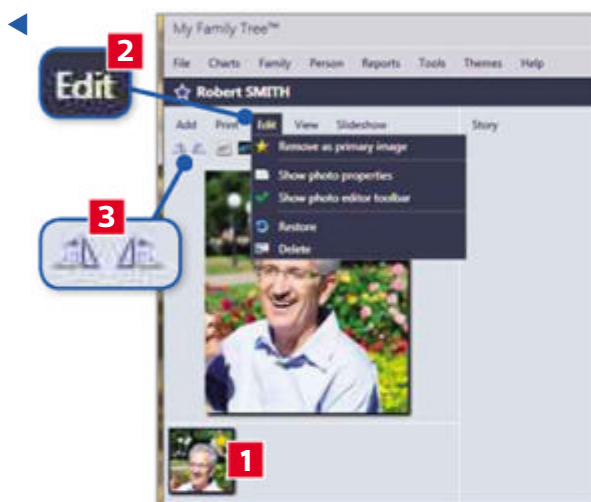 My Family Tree™
2
File Charts Family Person Reports Tools Themes Help
Edit
Robert SMITH
Add Print Edit View Slideshow Story
Remove as primary image
Show photo properties
3
Show photo editor toolbar
Restore
Delete
1